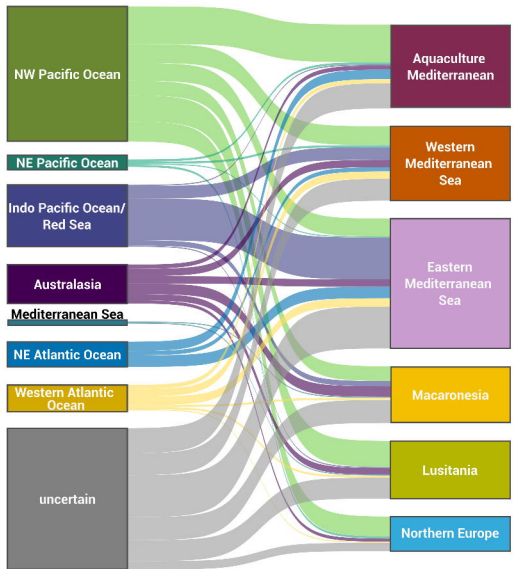 NW Pacific Ocean
NE Pacific Ocean
Indo Pacific Ocean/
Red Sea
Australasia
Mediterranean Sea
NE Atlantic Ocean
Western Atlantic
Ocean
uncertain
Aquaculture
Mediterranean
Western
Mediterranean
Sea
Eastern
Mediterranean
Sea
Macaronesia
Lusitania
Northern Europe